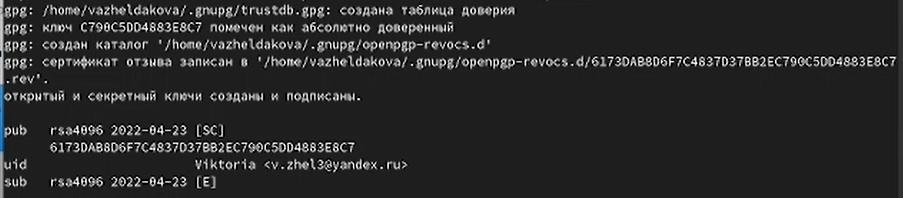 gpg: /home/vazheldakova/.gnupg/trustdb.gpg: создана таблица доверия
gpg: ключ C790C5DD4883E8C7 помечен как абсолютно доверенный
gpg: создан каталог '/home/vazheldakova/.gnupg/openpgp-revocs.d'
gpg: сертификат отзыва записан в '/home/vazheldakova/.gnupg/openpgp-revocs.d/6173DAB8D6F7C4837D37BB2EC790C5DD4883E8C7
.rev'.
открытый и секретный ключи созданы и подписаны.
pub rsa4096 2022-04-23 [SC]
6173DAB8D6F7C4837D37BB2EC790C5DD4883E8C7
uid Viktoria <v.zhel3@yandex.ru>
sub rsa4096 2022-04-23 [E]